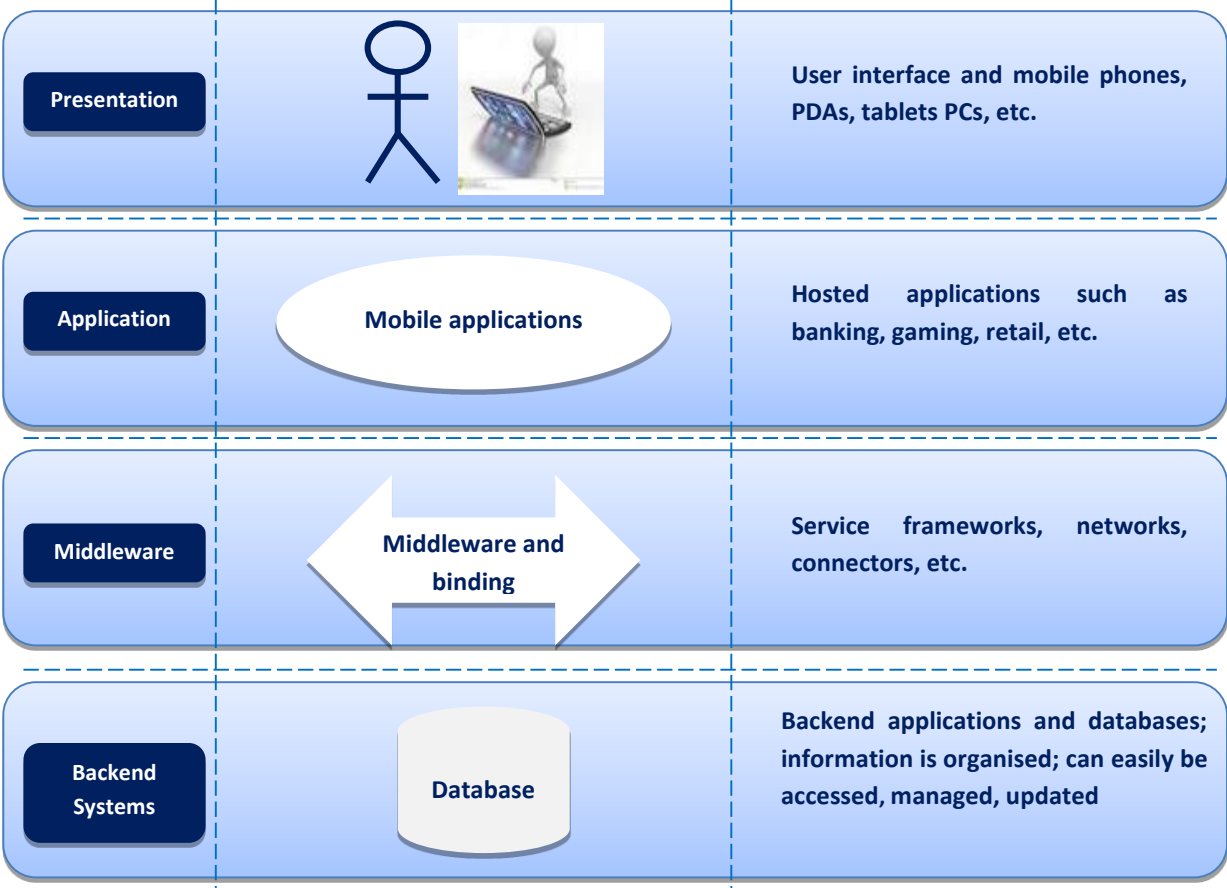 Presentation
User interface and mobile phones,
PDAs, tablets PCs, etc.
Application
Mobile applications
Hosted applications such as
banking, gaming, retail, etc.
Middleware
Middleware and
binding
Service frameworks, networks,
connectors, etc.
Backend
Systems
Database
Backend applications and databases;
information is organised; can easily be
accessed, managed, updated